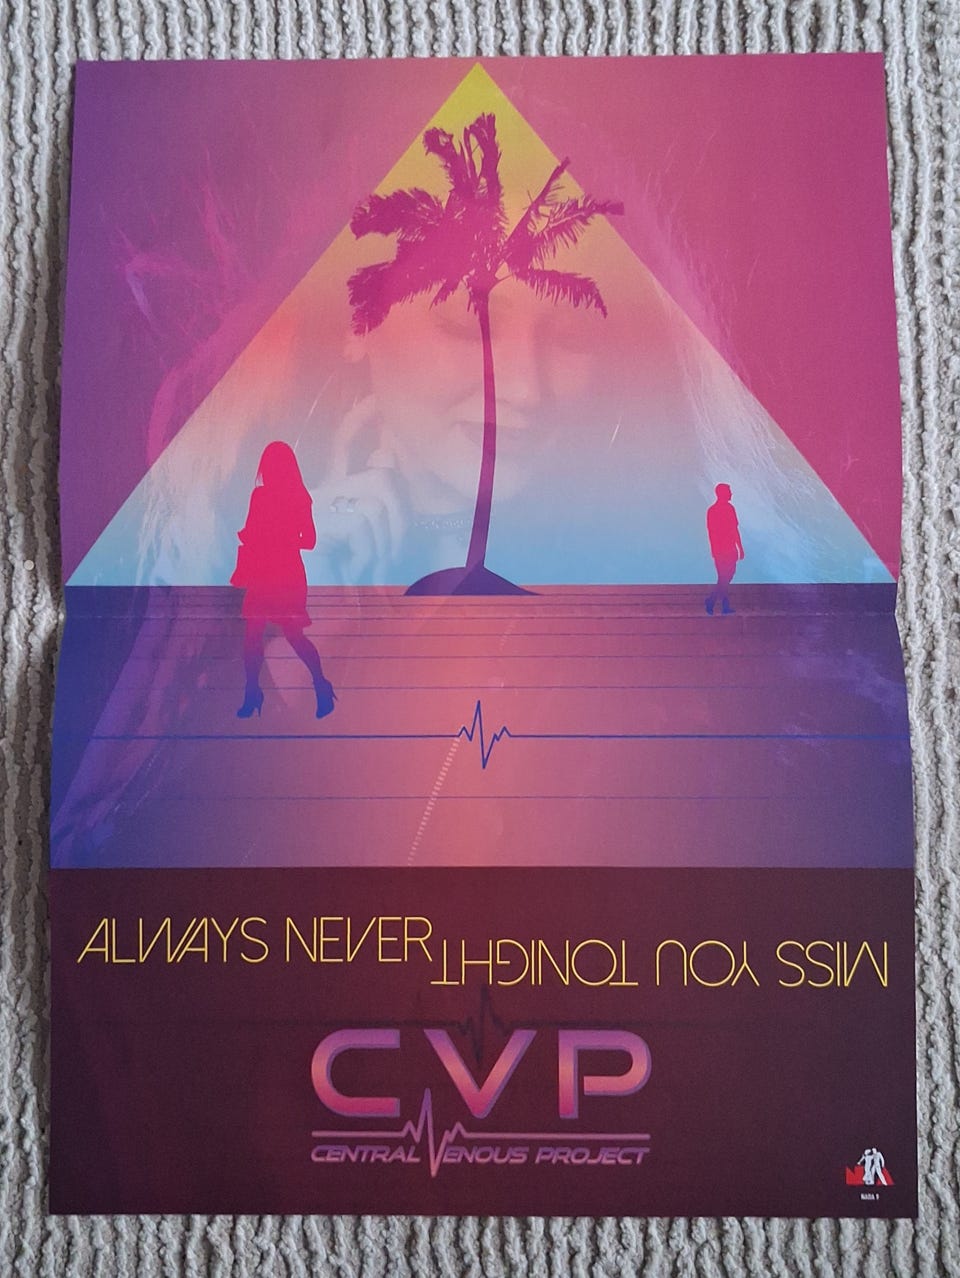 ALWAYS NEVER
MISS YOU TONIGHT
CVP
CENTRAL VENOUS PROJECT